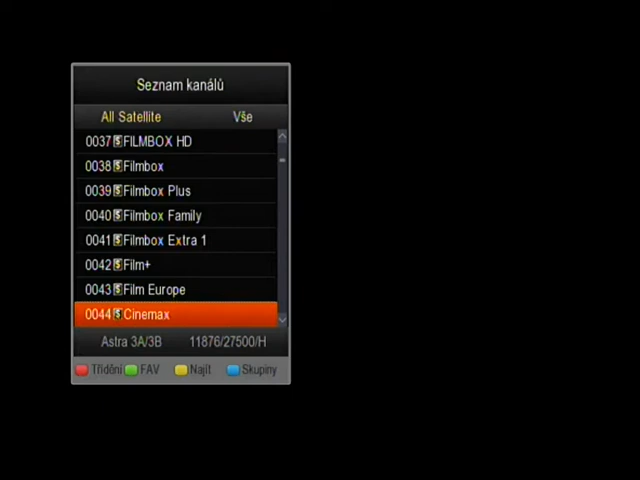 Seznam kanálů
All Satellite Vše
0037 $ FILMBOX HD
0038 $ Filmbox
0039 $ Filmbox Plus
0040 $ Filmbox Family
0041 $ Filmbox Extra 1
0042 $ Film+
0043 $ Film Europe
0044 $ Cinemax
Astra 3A/3B 11876/27500/H
Třídění FAV Najít Skupiny